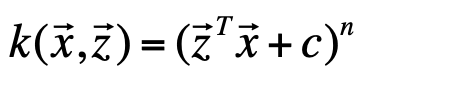 k(x⃗,z⃗) = (z⃗ᵀx⃗ + c)ⁿ